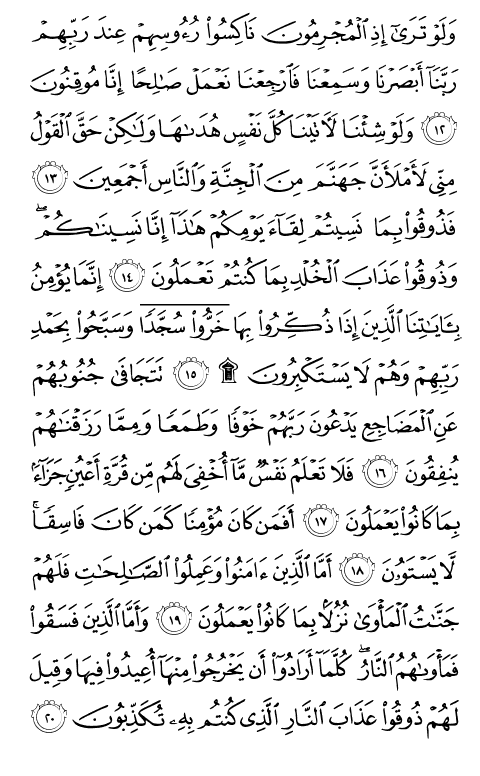 وَلَوۡ تَرَىٰٓ إِذِ ٱلۡمُجۡرِمُونَ نَاكِسُواْ رُءُوسِهِمۡ عِندَ رَبِّهِمۡ
رَبَّنَآ أَبۡصَرۡنَا وَسَمِعۡنَا فَٱرۡجِعۡنَا نَعۡمَلۡ صَٰلِحًا إِنَّا مُوقِنُونَ
١٢ وَلَوۡ شِئۡنَا لَأٓتَيۡنَا كُلَّ نَفۡسٍ هُدَىٰهَا وَلَٰكِنۡ حَقَّ ٱلۡقَوۡلُ
مِنِّي لَأَمۡلَأَنَّ جَهَنَّمَ مِنَ ٱلۡجِنَّةِ وَٱلنَّاسِ أَجۡمَعِينَ ١٣
فَذُوقُواْ بِمَا نَسِيتُمۡ لِقَآءَ يَوۡمِكُمۡ هَٰذَآ إِنَّا نَسِينَٰكُمۡۖ
وَذُوقُواْ عَذَابَ ٱلۡخُلۡدِ بِمَا كُنتُمۡ تَعۡمَلُونَ ١٤ إِنَّمَا يُؤۡمِنُ
بِـَٔايَٰتِنَا ٱلَّذِينَ إِذَا ذُكِّرُواْ بِهَا خَرُّواْ سُجَّدٗا وَسَبَّحُواْ بِحَمۡدِ
رَبِّهِمۡ وَهُمۡ لَا يَسۡتَكۡبِرُونَ ۩ ١٥ تَتَجَافَىٰ جُنُوبُهُمۡ
عَنِ ٱلۡمَضَاجِعِ يَدۡعُونَ رَبَّهُمۡ خَوۡفٗا وَطَمَعٗا وَمِمَّا رَزَقۡنَٰهُمۡ
يُنفِقُونَ ١٦ فَلَا تَعۡلَمُ نَفۡسٞ مَّآ أُخۡفِيَ لَهُم مِّن قُرَّةِ أَعۡيُنٖ جَزَآءَۢ
بِمَا كَانُواْ يَعۡمَلُونَ ١٧ أَفَمَن كَانَ مُؤۡمِنٗا كَمَن كَانَ فَاسِقٗاۚ
لَّا يَسۡتَوُۥنَ ١٨ أَمَّا ٱلَّذِينَ ءَامَنُواْ وَعَمِلُواْ ٱلصَّٰلِحَٰتِ فَلَهُمۡ
جَنَّٰتُ ٱلۡمَأۡوَىٰ نُزُلَۢا بِمَا كَانُواْ يَعۡمَلُونَ ١٩ وَأَمَّا ٱلَّذِينَ فَسَقُواْ
فَمَأۡوَىٰهُمُ ٱلنَّارُۖ كُلَّمَآ أَرَادُوٓاْ أَن يَخۡرُجُواْ مِنۡهَآ أُعِيدُواْ فِيهَا وَقِيلَ
لَهُمۡ ذُوقُواْ عَذَابَ ٱلنَّارِ ٱلَّذِي كُنتُم بِهِۦ تُكَذِّبُونَ ٢٠